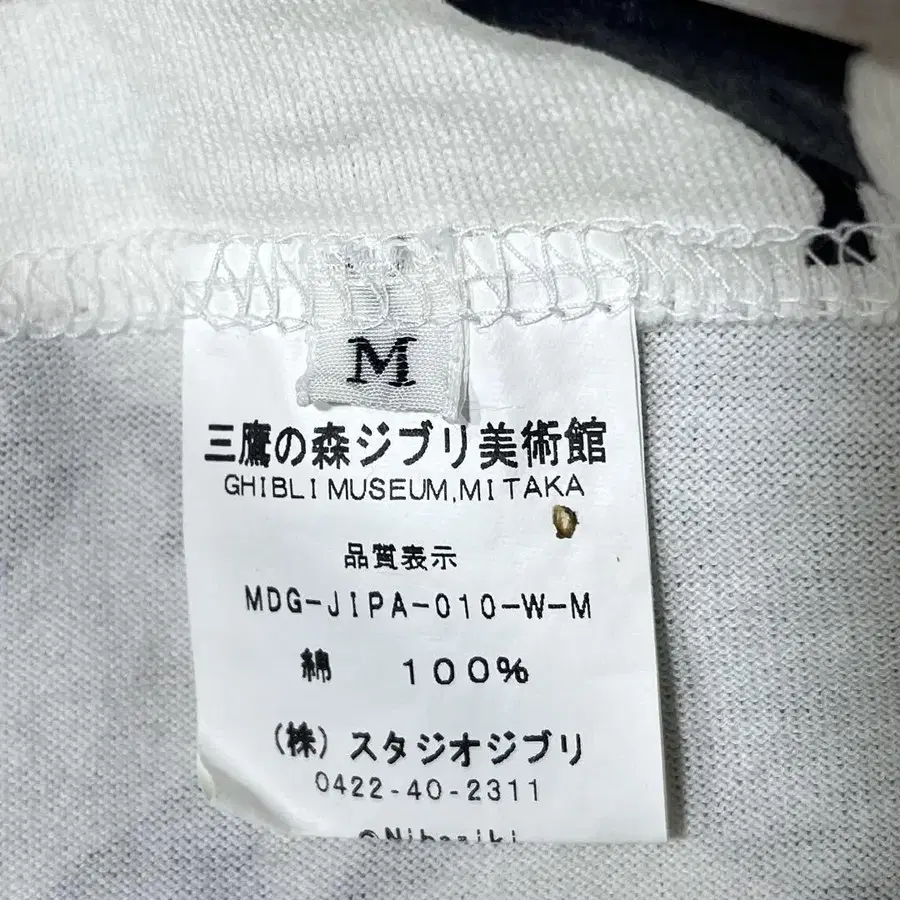 M
三鷹の森ジブリ美術館
GHIBLI MUSEUM,MITAKA
品質表示
MDG-JIPA-010-W-M
綿 100%
(株)スタジオジブリ
0422-40-2311
©Nibariki